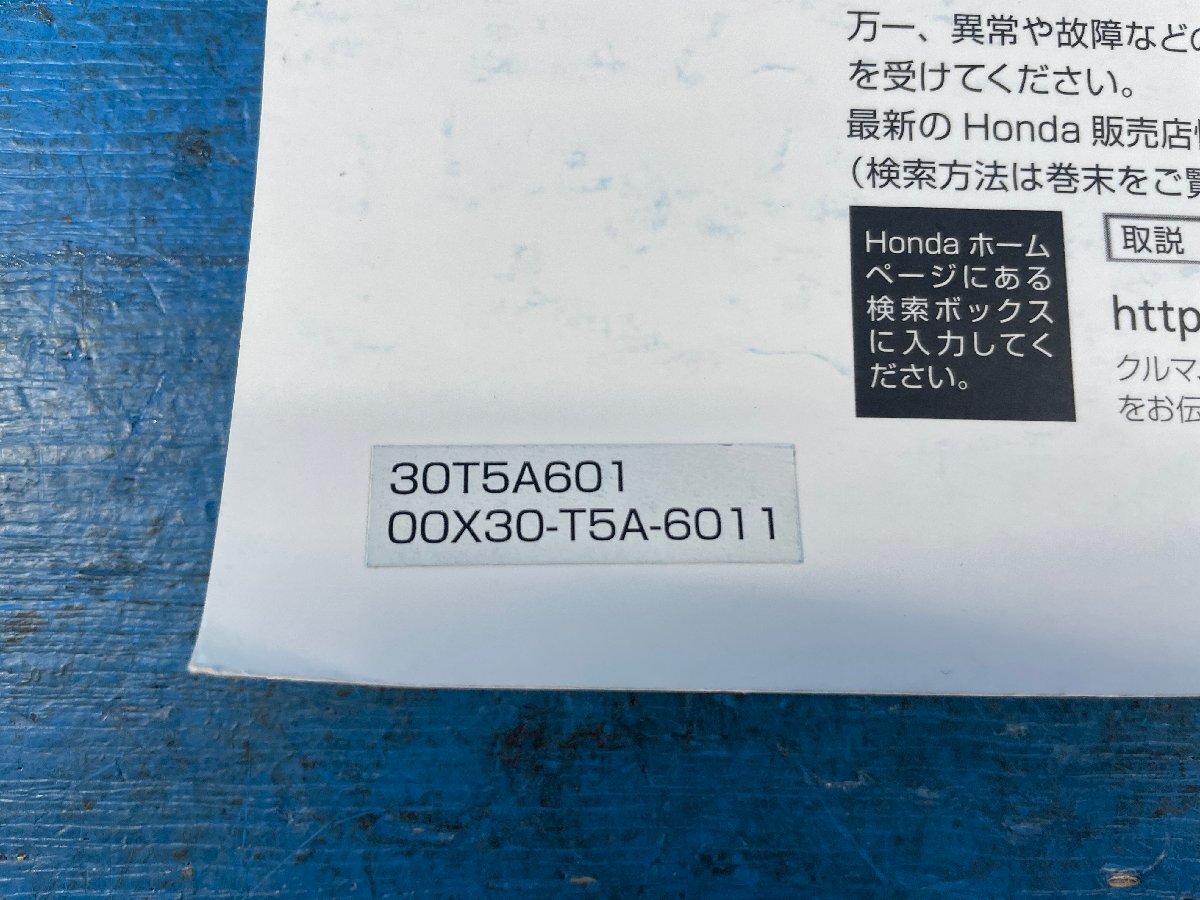 万一、異常や故障などの
を受けてください。
最新の Honda 販売店
（検索方法は巻末をご覧
Honda ホーム
ページにある
検索ボックス
に入力してく
ださい。
取説
http
クルマ、
をお伝
30T5A601
00X30-T5A-6011